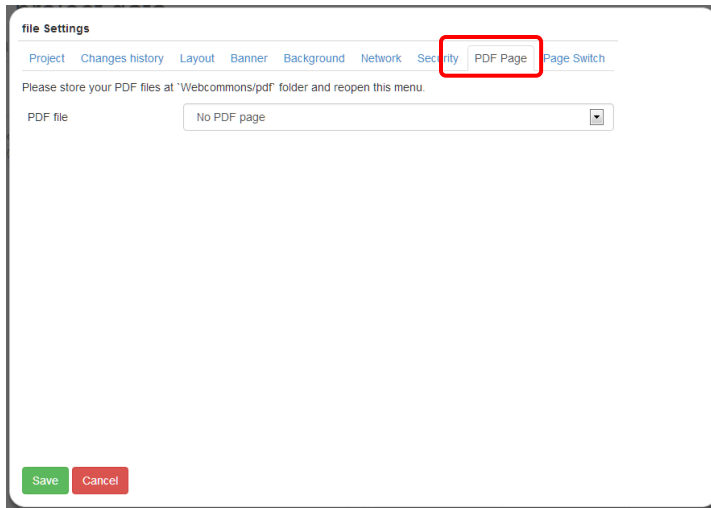 file Settings
Project Changes history Layout Banner Background Network Security PDF Page Page Switch
Please store your PDF files at `Webcommons/pdf` folder and reopen this menu.
PDF file No PDF page
Save Cancel